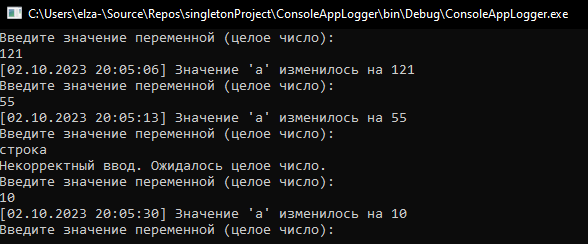 C:\Users\elza-\Source\Repos\singletonProject\ConsoleAppLogger\bin\Debug\ConsoleAppLogger.exe
Введите значение переменной (целое число):
121
[02.10.2023 20:05:06] Значение 'a' изменилось на 121
Введите значение переменной (целое число):
55
[02.10.2023 20:05:13] Значение 'a' изменилось на 55
Введите значение переменной (целое число):
строка
Некорректный ввод. Ожидалось целое число.
Введите значение переменной (целое число):
10
[02.10.2023 20:05:30] Значение 'a' изменилось на 10
Введите значение переменной (целое число):